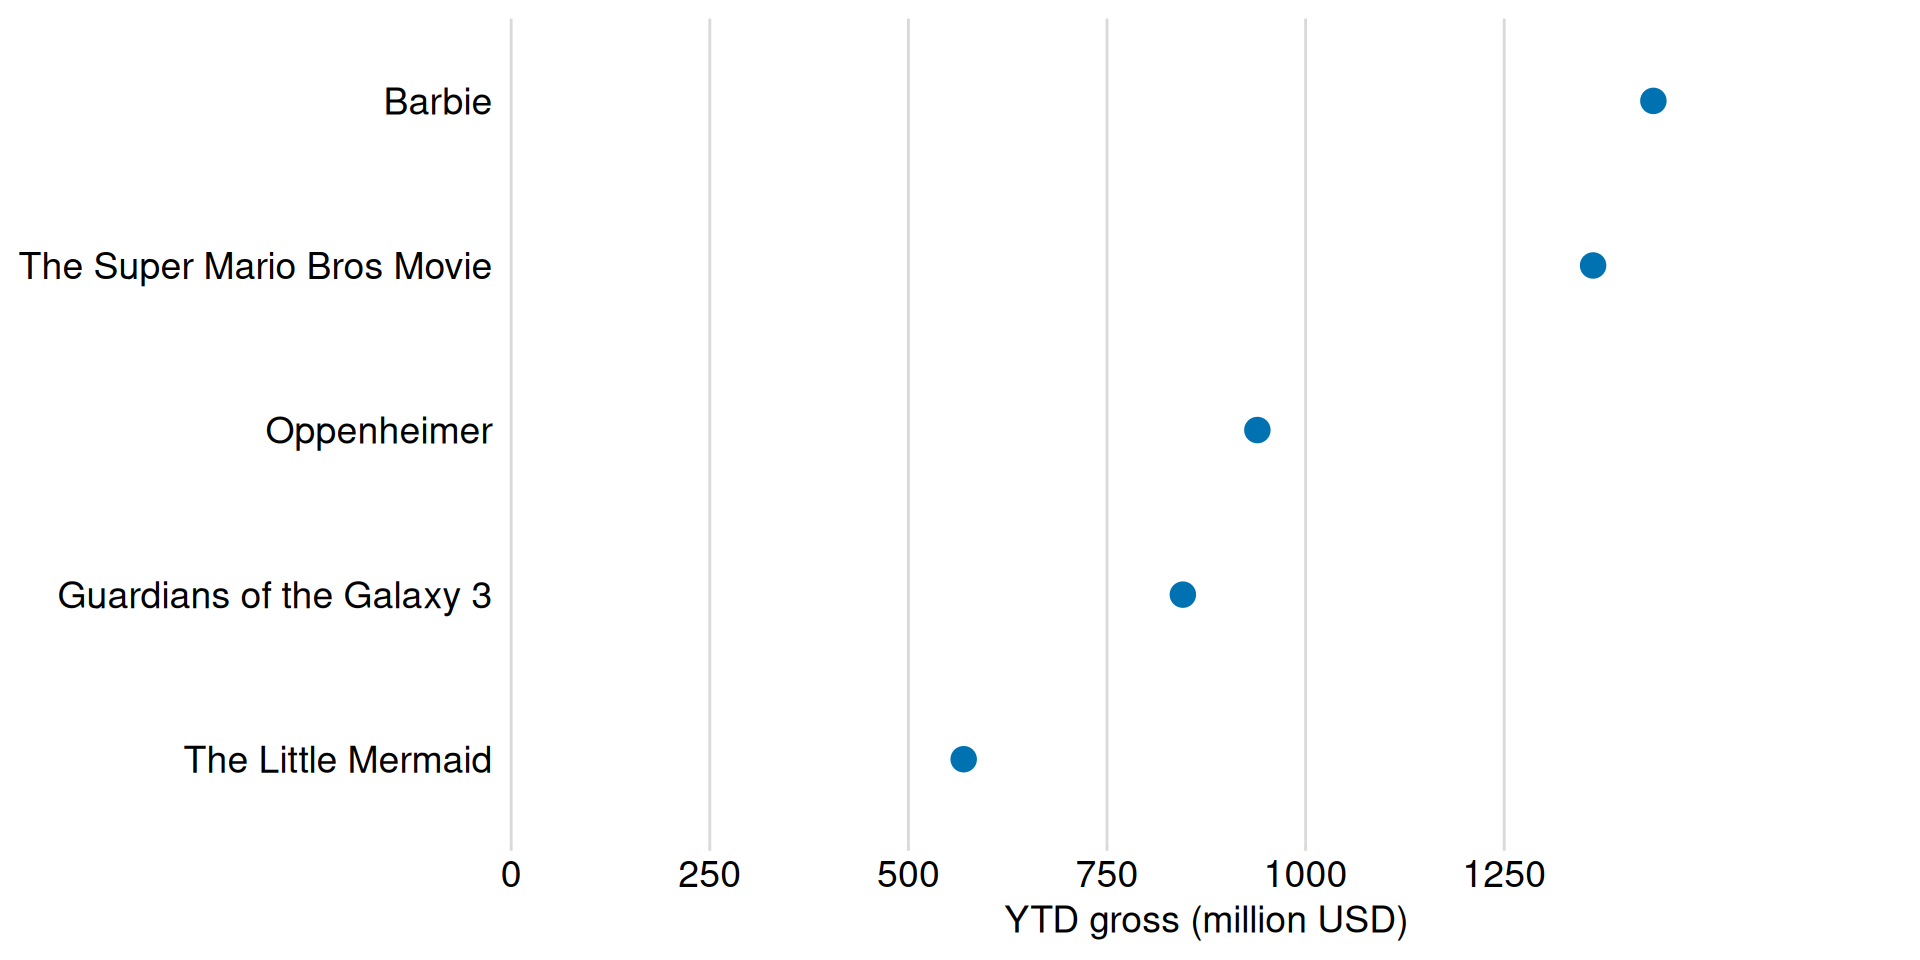 Barbie
The Super Mario Bros Movie
Oppenheimer
Guardians of the Galaxy 3
The Little Mermaid
0 250 500 750 1000 1250
YTD gross (million USD)